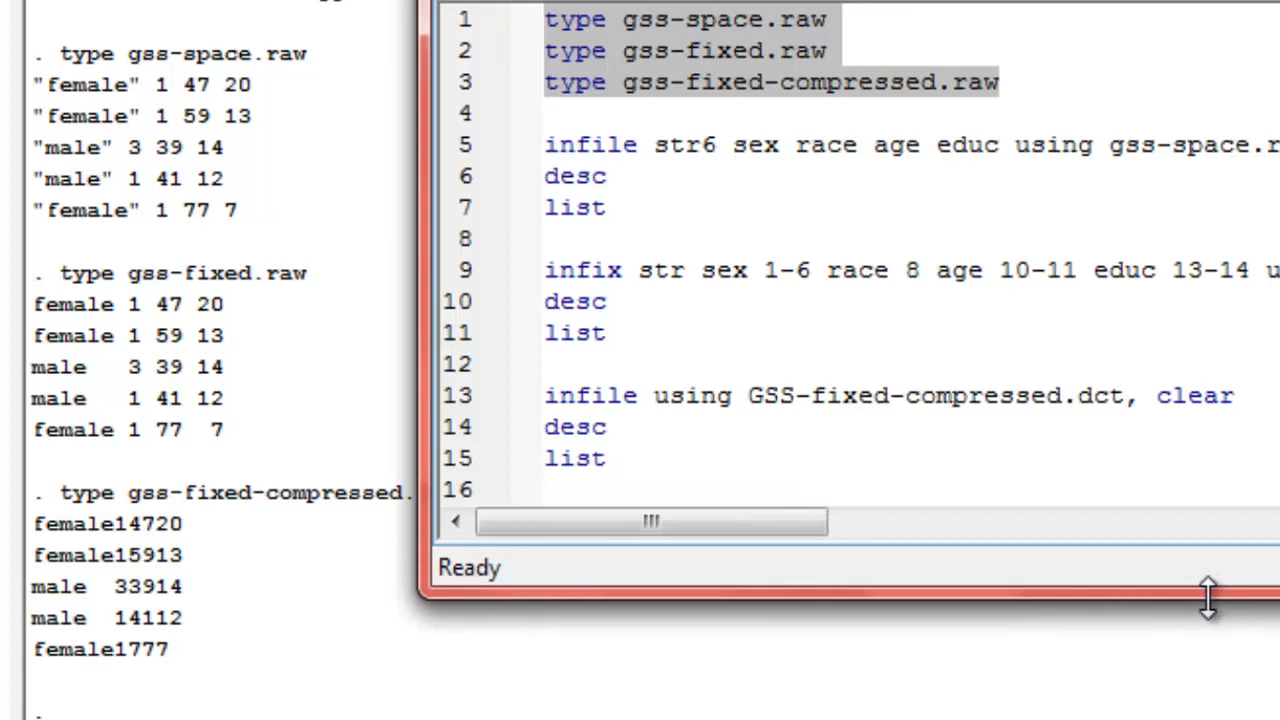 . type gss-space.raw
"female" 1 47 20
"female" 1 59 13
"male" 3 39 14
"male" 1 41 12
"female" 1 77 7
. type gss-fixed.raw
female 1 47 20
female 1 59 13
male   3 39 14
male   1 41 12
female 1 77  7
. type gss-fixed-compressed.
female14720
female15913
male  33914
male  14112
female1777
.
1 type gss-space.raw
2 type gss-fixed.raw
3 type gss-fixed-compressed.raw
4
5 infile str6 sex race age educ using gss-space.r
6 desc
7 list
8
9 infix str sex 1-6 race 8 age 10-11 educ 13-14 u
10 desc
11 list
12
13 infile using GSS-fixed-compressed.dct, clear
14 desc
15 list
16
Ready